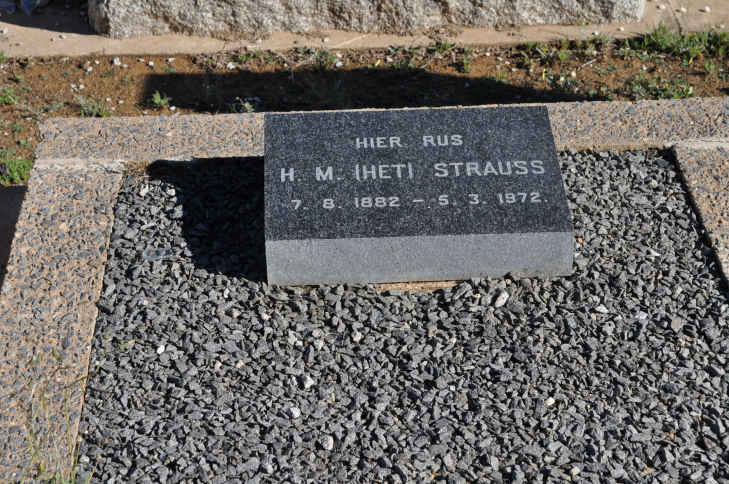 HIER RUS
H. M. (HET) STRAUSS
7. 8. 1882 – 5. 3. 1972.